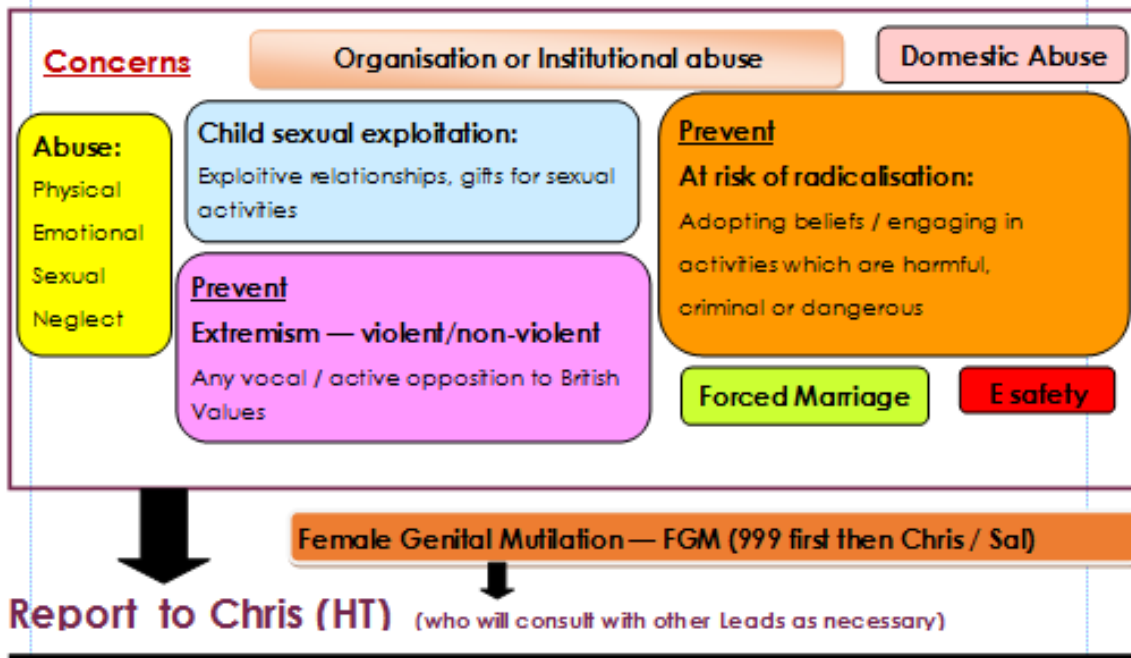 Concerns
Organisation or Institutional abuse
Domestic Abuse
Abuse:
Physical
Emotional
Sexual
Neglect
Child sexual exploitation:
Exploitive relationships, gifts for sexual
activities
Prevent
At risk of radicalisation:
Adopting beliefs / engaging in
activities which are harmful,
criminal or dangerous
Prevent
Extremism — violent/non-violent
Any vocal / active opposition to British
Values
Forced Marriage
E safety
Female Genital Mutilation — FGM (999 first then Chris / Sal)
Report to Chris (HT) (who will consult with other Leads as necessary)